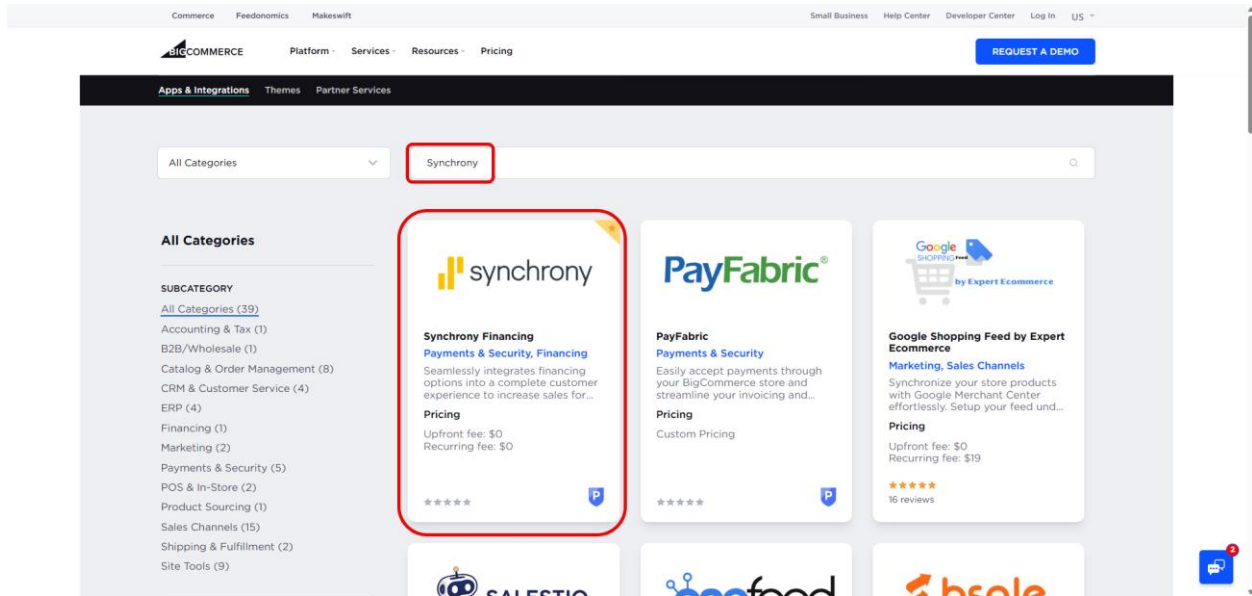 Commerce Feedonomics Makeswift Small Business Help Center Developer Center Log In US
BIGCOMMERCE Platform Services Resources Pricing REQUEST A DEMO
Apps & Integrations Themes Partner Services
All Categories Synchrony
All Categories
SUBCATEGORY
All Categories (39)
Accounting & Tax (1)
B2B/Wholesale (1)
Catalog & Order Management (8)
CRM & Customer Service (4)
ERP (4)
Financing (1)
Marketing (2)
Payments & Security (5)
POS & In-Store (2)
Product Sourcing (1)
Sales Channels (15)
Shipping & Fulfillment (2)
Site Tools (9)
synchrony
Synchrony Financing
Payments & Security, Financing
Seamlessly integrates financing
options into a complete customer
experience to increase sales for...
Pricing
Upfront fee: $0
Recurring fee: $0
P
PayFabric®
PayFabric
Payments & Security
Easily accept payments through
your BigCommerce store and
streamline your invoicing and...
Pricing
Custom Pricing
P
Google
SHOPPING Feed
by Expert Ecommerce
Google Shopping Feed by Expert
Ecommerce
Marketing, Sales Channels
Synchronize your store products
with Google Merchant Center
effortlessly. Setup your feed und...
Pricing
Upfront fee: $0
Recurring fee: $19
16 reviews
2